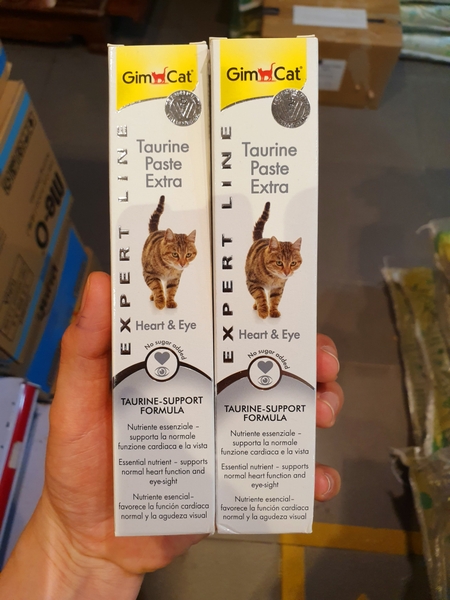 GimCat
Taurine
Paste
Extra
EXPERT LINE
Heart & Eye
No sugar added
TAURINE-SUPPORT
FORMULA
Nutriente essenziale –
supporta la normale
funzione cardiaca e la vista
Essential nutrient – supports
normal heart function and
eye-sight
Nutriente esencial–
favorece la función cardíaca
normal y la agudeza visual
GimCat
Taurine
Paste
Extra
EXPERT LINE
Heart & Eye
No sugar added
TAURINE-SUPPORT
FORMULA
Nutriente essenziale –
supporta la normale
funzione cardiaca e la vista
Essential nutrient – supports
normal heart function and
eye-sight
Nutriente esencial–
favorece la función cardíaca
normal y la agudeza visual